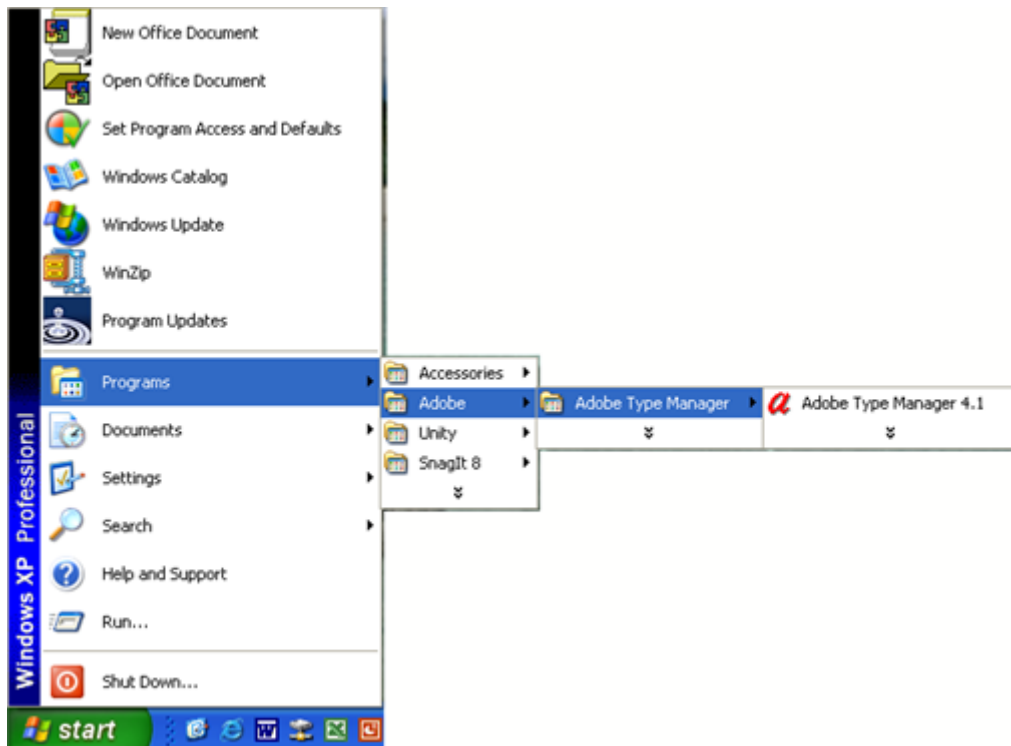 New Office Document
Open Office Document
Set Program Access and Defaults
Windows Catalog
Windows Update
WinZip
Program Updates
Programs
Documents
Settings
Search
Help and Support
Run...
Shut Down...
Windows XP Professional
Accessories
Adobe
Unity
SnagIt 8
Adobe Type Manager
Adobe Type Manager 4.1
start